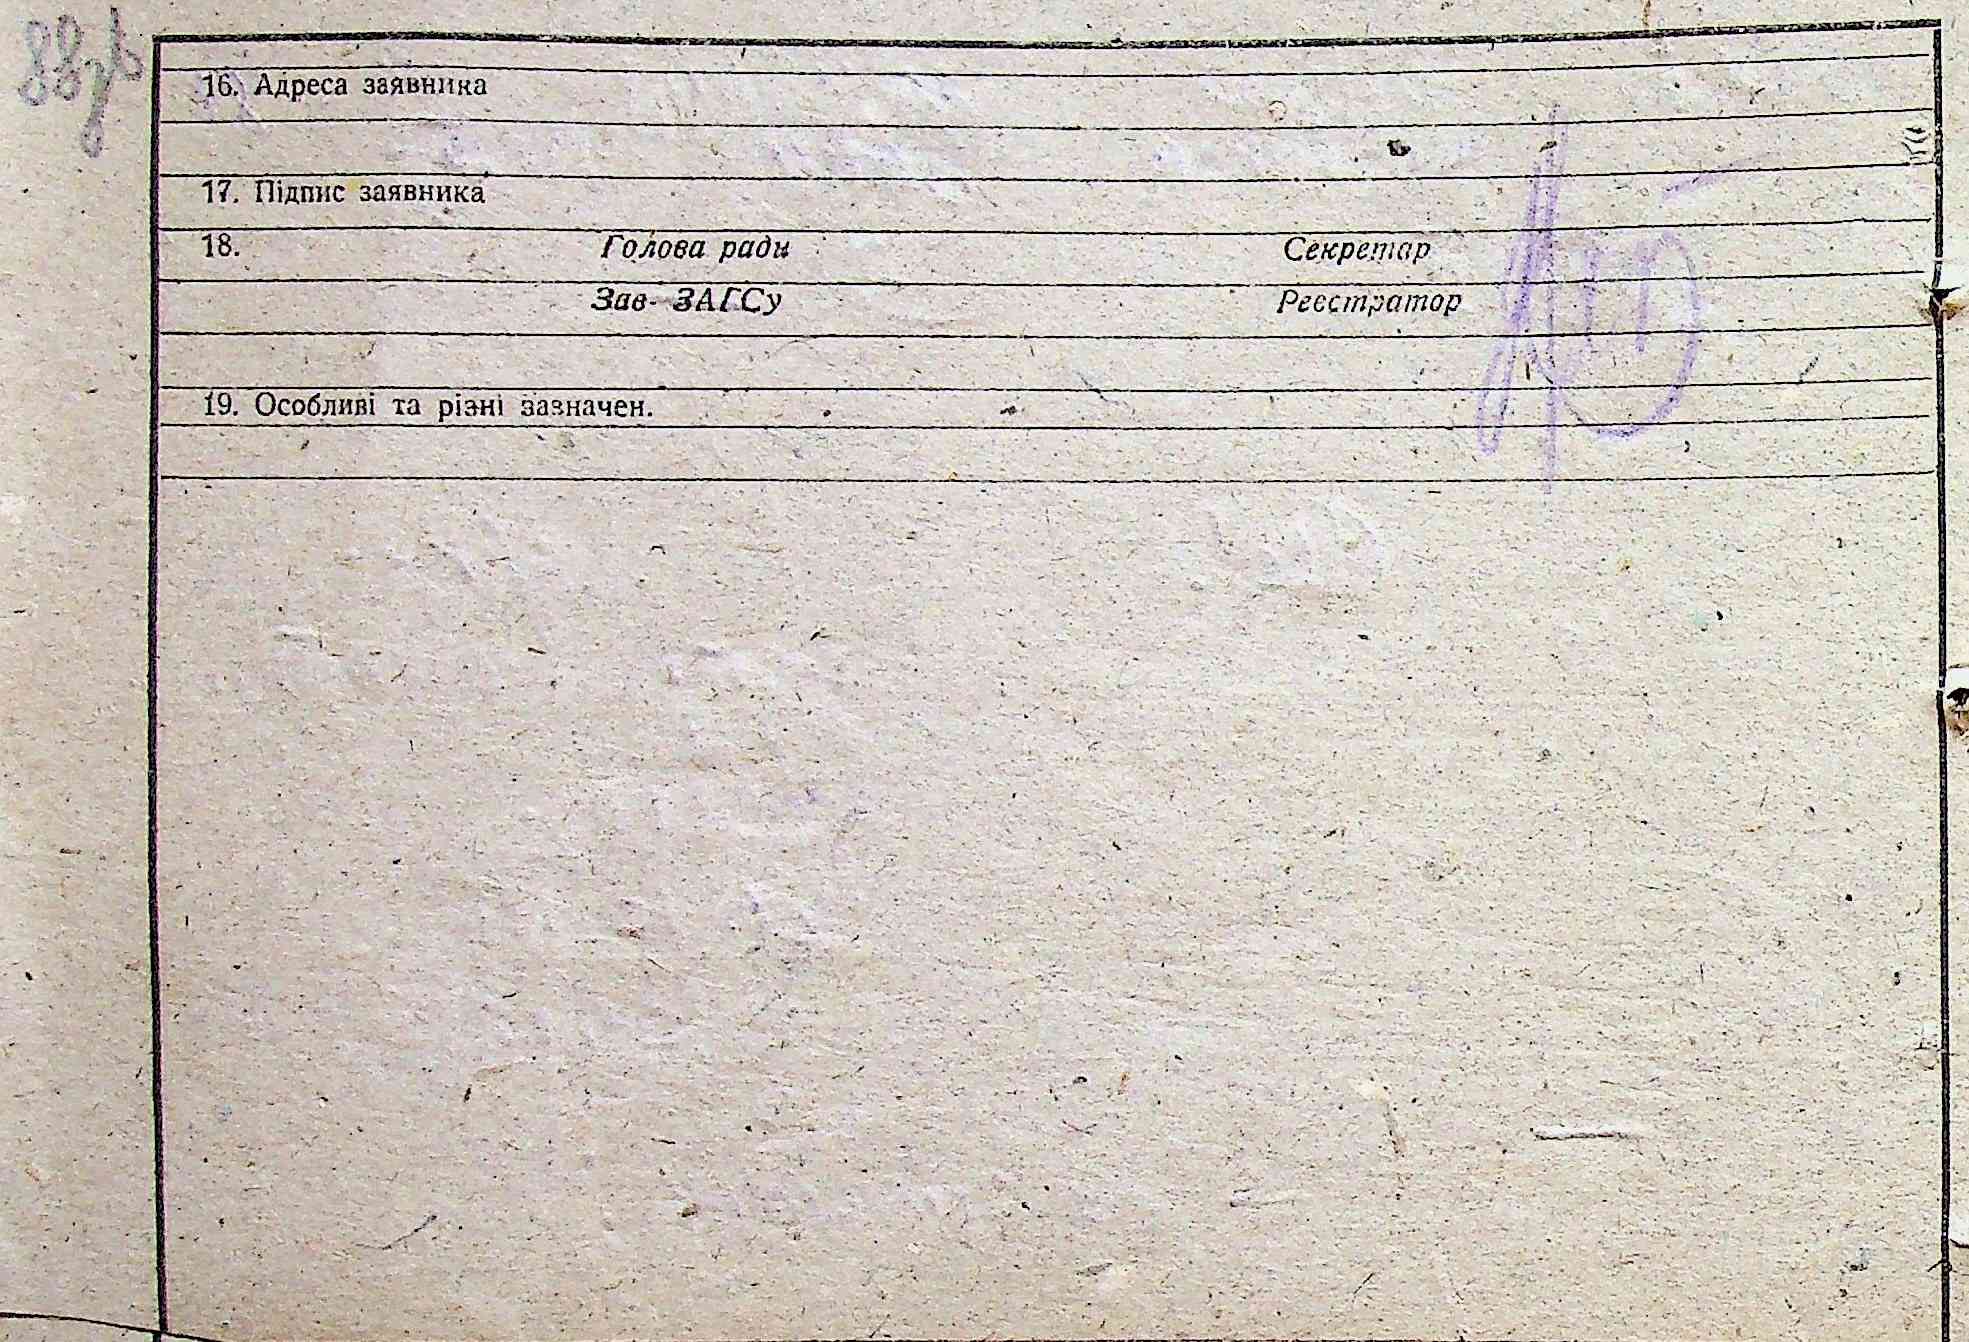 88зв
16. Адреса заявника
17. Підпис заявника
18. Голова ради Секретар
Зав- ЗАГСу Реєстратор
19. Особливі та різні зазначен.